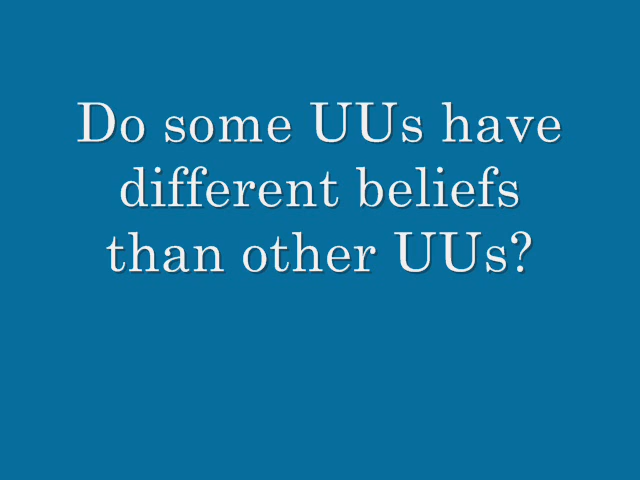 Do some UUs have
different beliefs
than other UUs?